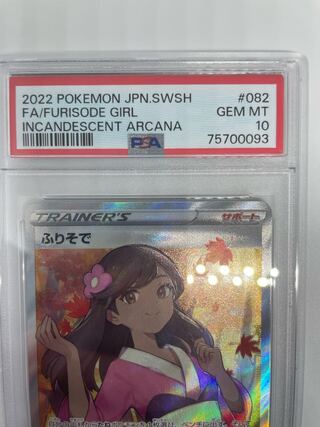 2022 POKEMON JPN.SWSH #082
FA/FURISODE GIRL GEM MT
INCANDESCENT ARCANA 10
PSA 75700093
TRAINER'S サポート
ふりそで